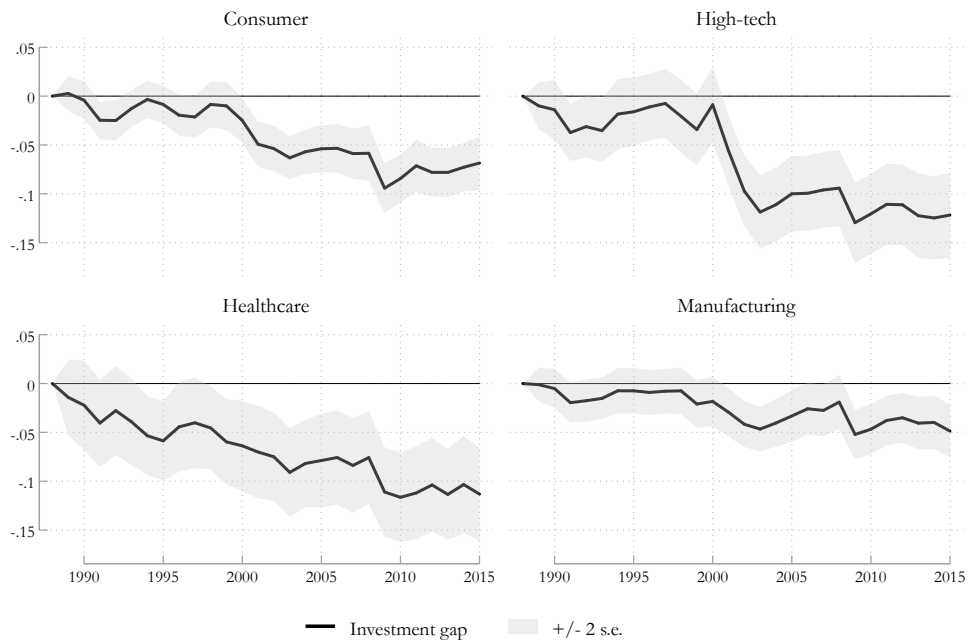 Consumer
High-tech
.05
0
-.05
-.1
-.15
Healthcare
Manufacturing
.05
0
-.05
-.1
-.15
1990 1995 2000 2005 2010 2015
1990 1995 2000 2005 2010 2015
Investment gap
+/- 2 s.e.